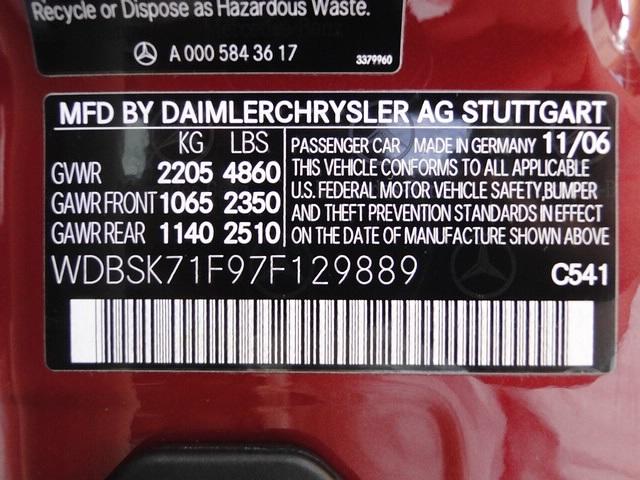 Recycle or Dispose as Hazardous Waste.
A 000 584 36 17
3379960
MFD BY DAIMLERCHRYSLER AG STUTTGART
KG LBS
GVWR 2205 4860
GAWR FRONT 1065 2350
GAWR REAR 1140 2510
PASSENGER CAR MADE IN GERMANY 11/06
THIS VEHICLE CONFORMS TO ALL APPLICABLE
U.S. FEDERAL MOTOR VEHICLE SAFETY,BUMPER
AND THEFT PREVENTION STANDARDS IN EFFECT
ON THE DATE OF MANUFACTURE SHOWN ABOVE
WDBSK71F97F129889
C541